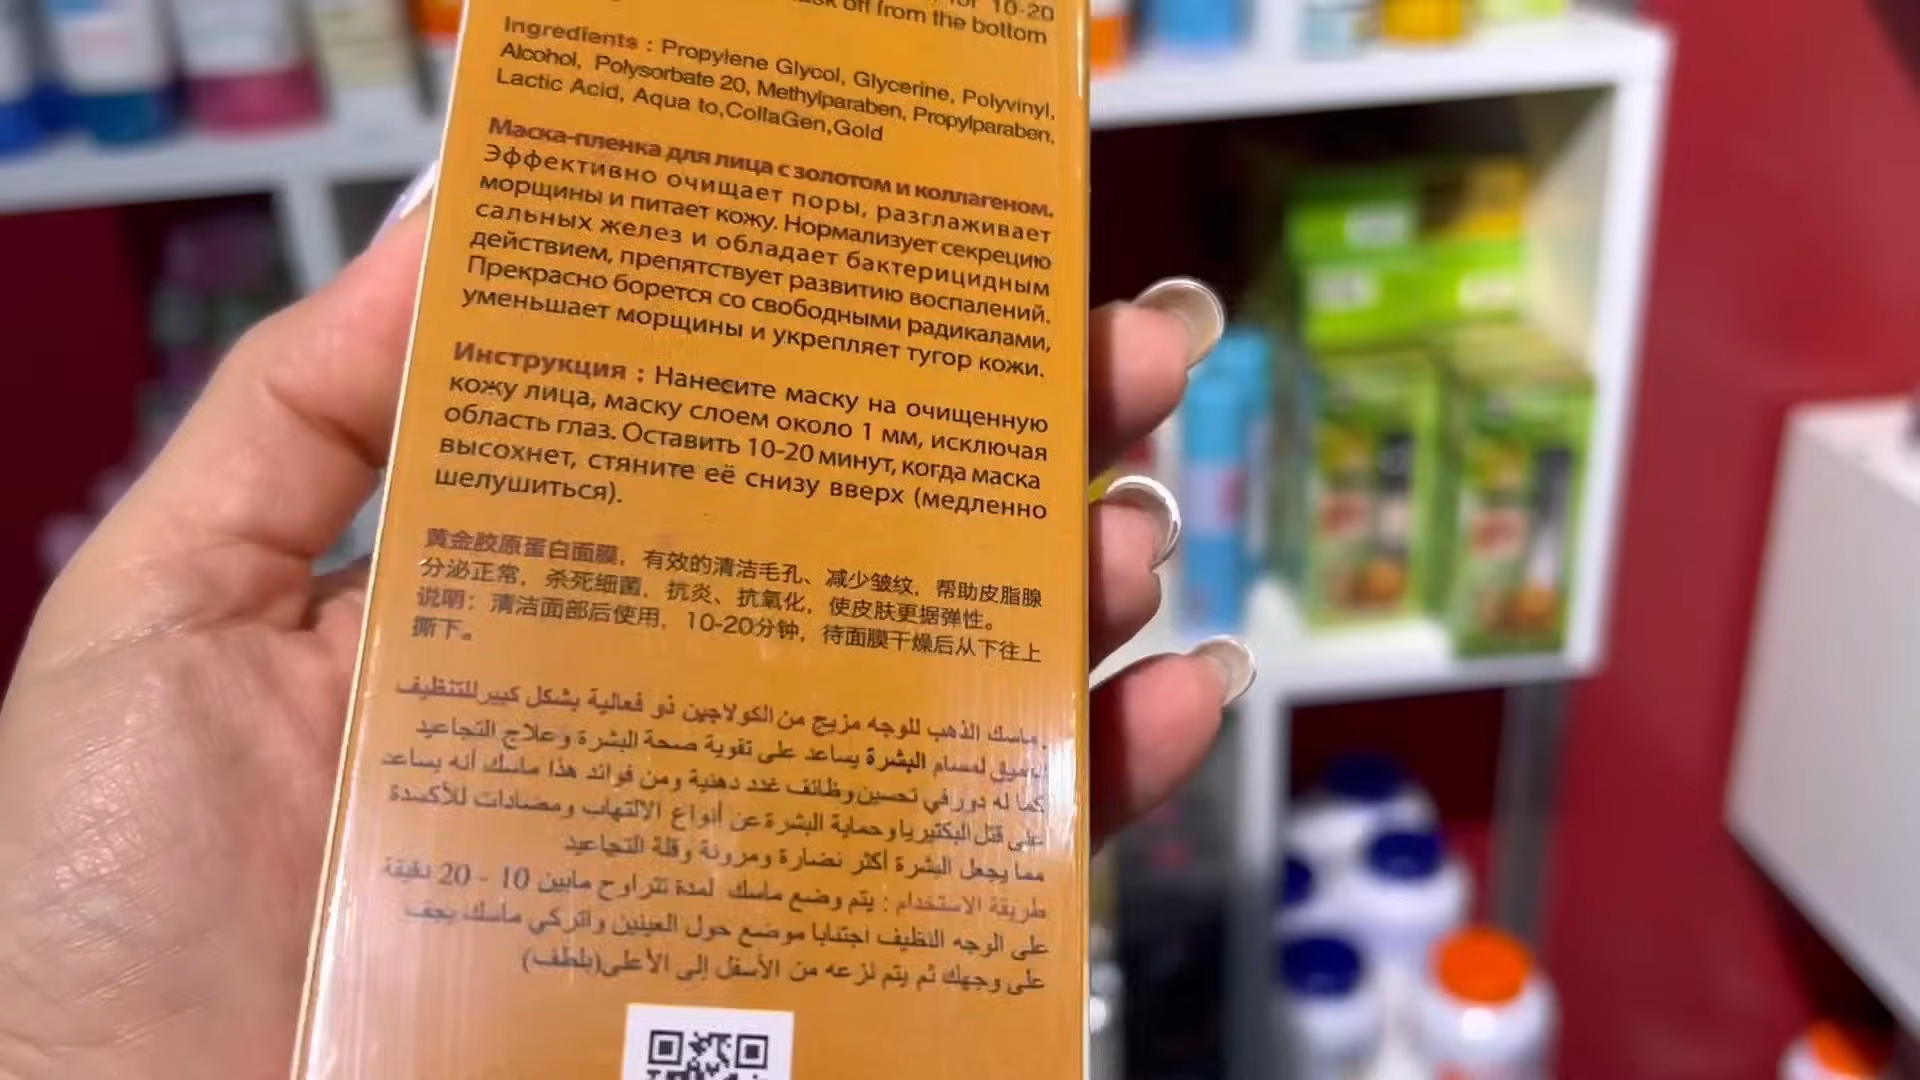 for 10-20
off from the bottom
Ingredients : Propylene Glycol, Glycerine, Polyvinyl,
Alcohol, Polysorbate 20, Methylparaben, Propylparaben,
Lactic Acid, Aqua to,CollaGen,Gold
Маска-пленка для лица с золотом и коллагеном.
Эффективно очищает поры, разглаживает
морщины и питает кожу. Нормализует секрецию
сальных желез и обладает бактерицидным
действием, препятствует развитию воспалений.
Прекрасно борется со свободными радикалами,
уменьшает морщины и укрепляет тугор кожи.
Инструкция : Нанесите маску на очищенную
кожу лица, маску слоем около 1 мм, исключая
область глаз. Оставить 10-20 минут, когда маска
высохнет, стяните её снизу вверх (медленно
шелушиться).
黄金胶原蛋白面膜，有效的清洁毛孔、减少皱纹，帮助皮脂腺
分泌正常，杀死细菌，抗炎、抗氧化，使皮肤更据弹性。
说明：清洁面部后使用，10-20分钟，待面膜干燥后从下往上
撕下。
ماسك الذهب للوجه مزيج من الكولاجين ذو فعالية بشكل كبير للتنظيف
لمسام البشرة يساعد على تقوية صحة البشرة وعلاج التجاعيد
كما له دور في تحسين وظائف غدد دهنية ومن فوائد هذا ماسك أنه يساعد
على قتل البكتيريا وحماية البشرة عن أنواع الالتهاب ومضادات للأكسدة
مما يجعل البشرة أكثر نضارة ومرونة وقلة التجاعيد
طريقة الاستخدام : يتم وضع ماسك لمدة تتراوح مابين 10 - 20 دقيقة
على الوجه النظيف اجتنابا موضع حول العينين واتركي ماسك يجف
على وجهك ثم يتم نزعه من الأسفل إلى الأعلى(بلطف)